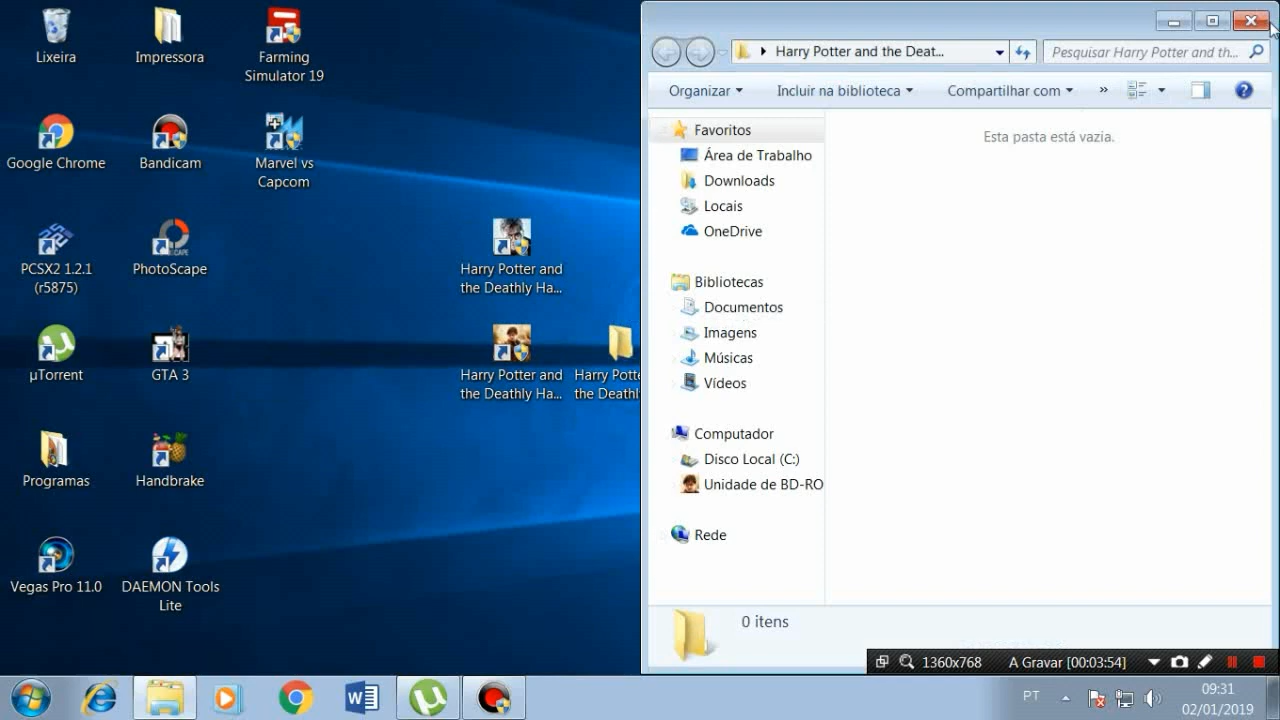 Lixeira
Impressora
Farming
Simulator 19
Google Chrome
Bandicam
Marvel vs
Capcom
PCSX2 1.2.1
(r5875)
PhotoScape
Harry Potter and
the Deathly Ha...
µTorrent
GTA 3
Harry Potter and
the Deathly Ha...
Harry Potte
the Deathl
Programas
Handbrake
Vegas Pro 11.0
DAEMON Tools
Lite
Harry Potter and the Deat...
Pesquisar Harry Potter and th...
Organizar
Incluir na biblioteca
Compartilhar com
»
Favoritos
Área de Trabalho
Downloads
Locais
OneDrive
Bibliotecas
Documentos
Imagens
Músicas
Vídeos
Computador
Disco Local (C:)
Unidade de BD-RO
Rede
Esta pasta está vazia.
0 itens
1360x768
A Gravar [00:03:54]
PT
09:31
02/01/2019